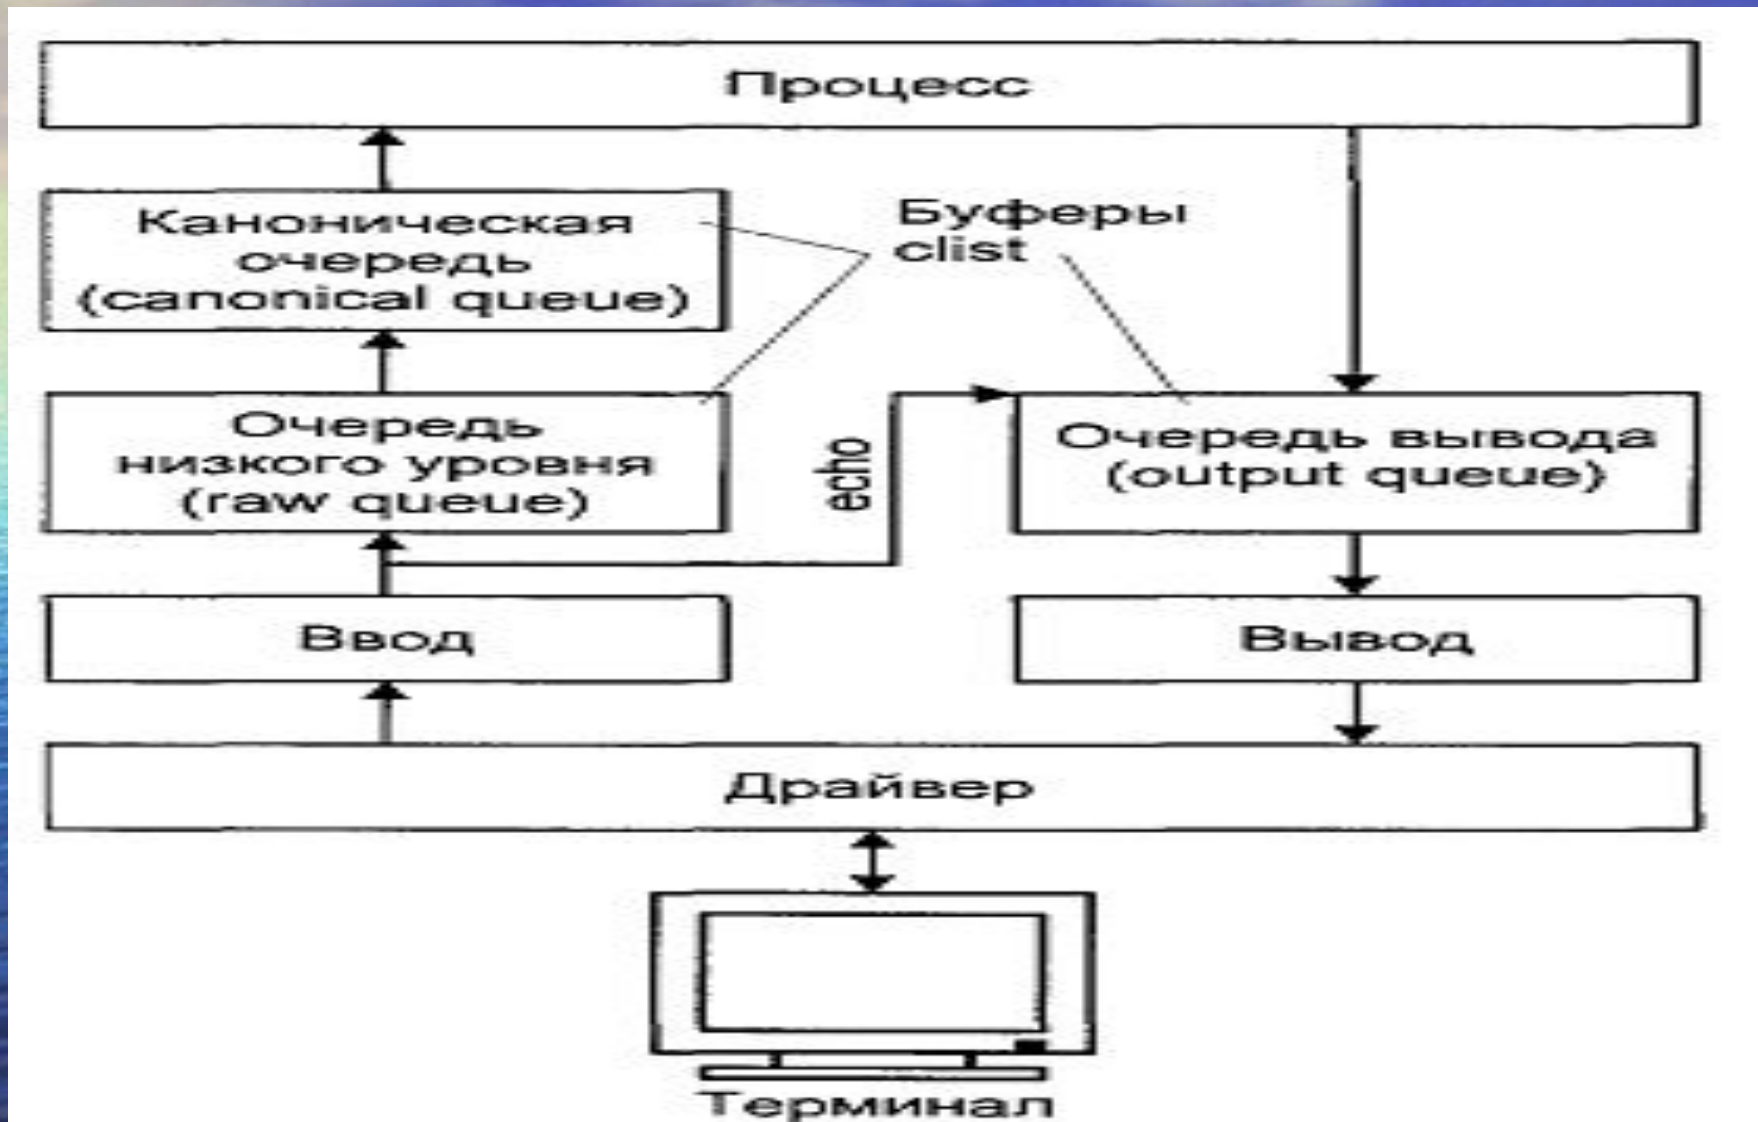 Процесс
Каноническая
очередь
(canonical queue)
Буферы
clist
Очередь
низкого уровня
(raw queue)
echo
Очередь вывода
(output queue)
Ввод
Вывод
Драйвер
Терминал